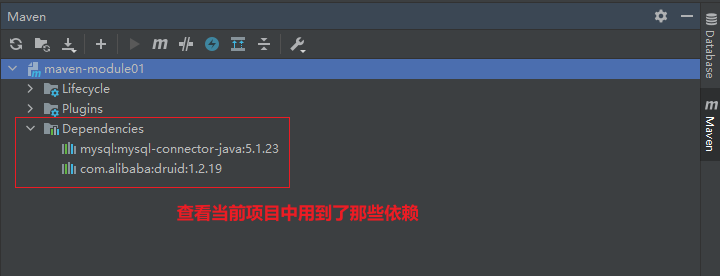 Maven
maven-module01
Lifecycle
Plugins
Dependencies
mysql:mysql-connector-java:5.1.23
com.alibaba:druid:1.2.19
查看当前项目中用到了那些依赖
Database
Maven